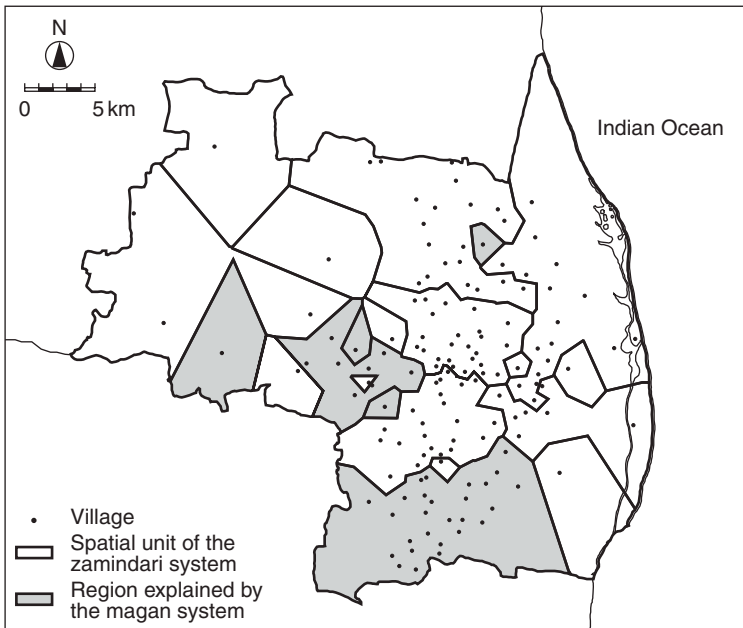 N
0 5 km
Indian Ocean
Village
Spatial unit of the
zamindari system
Region explained by
the magan system